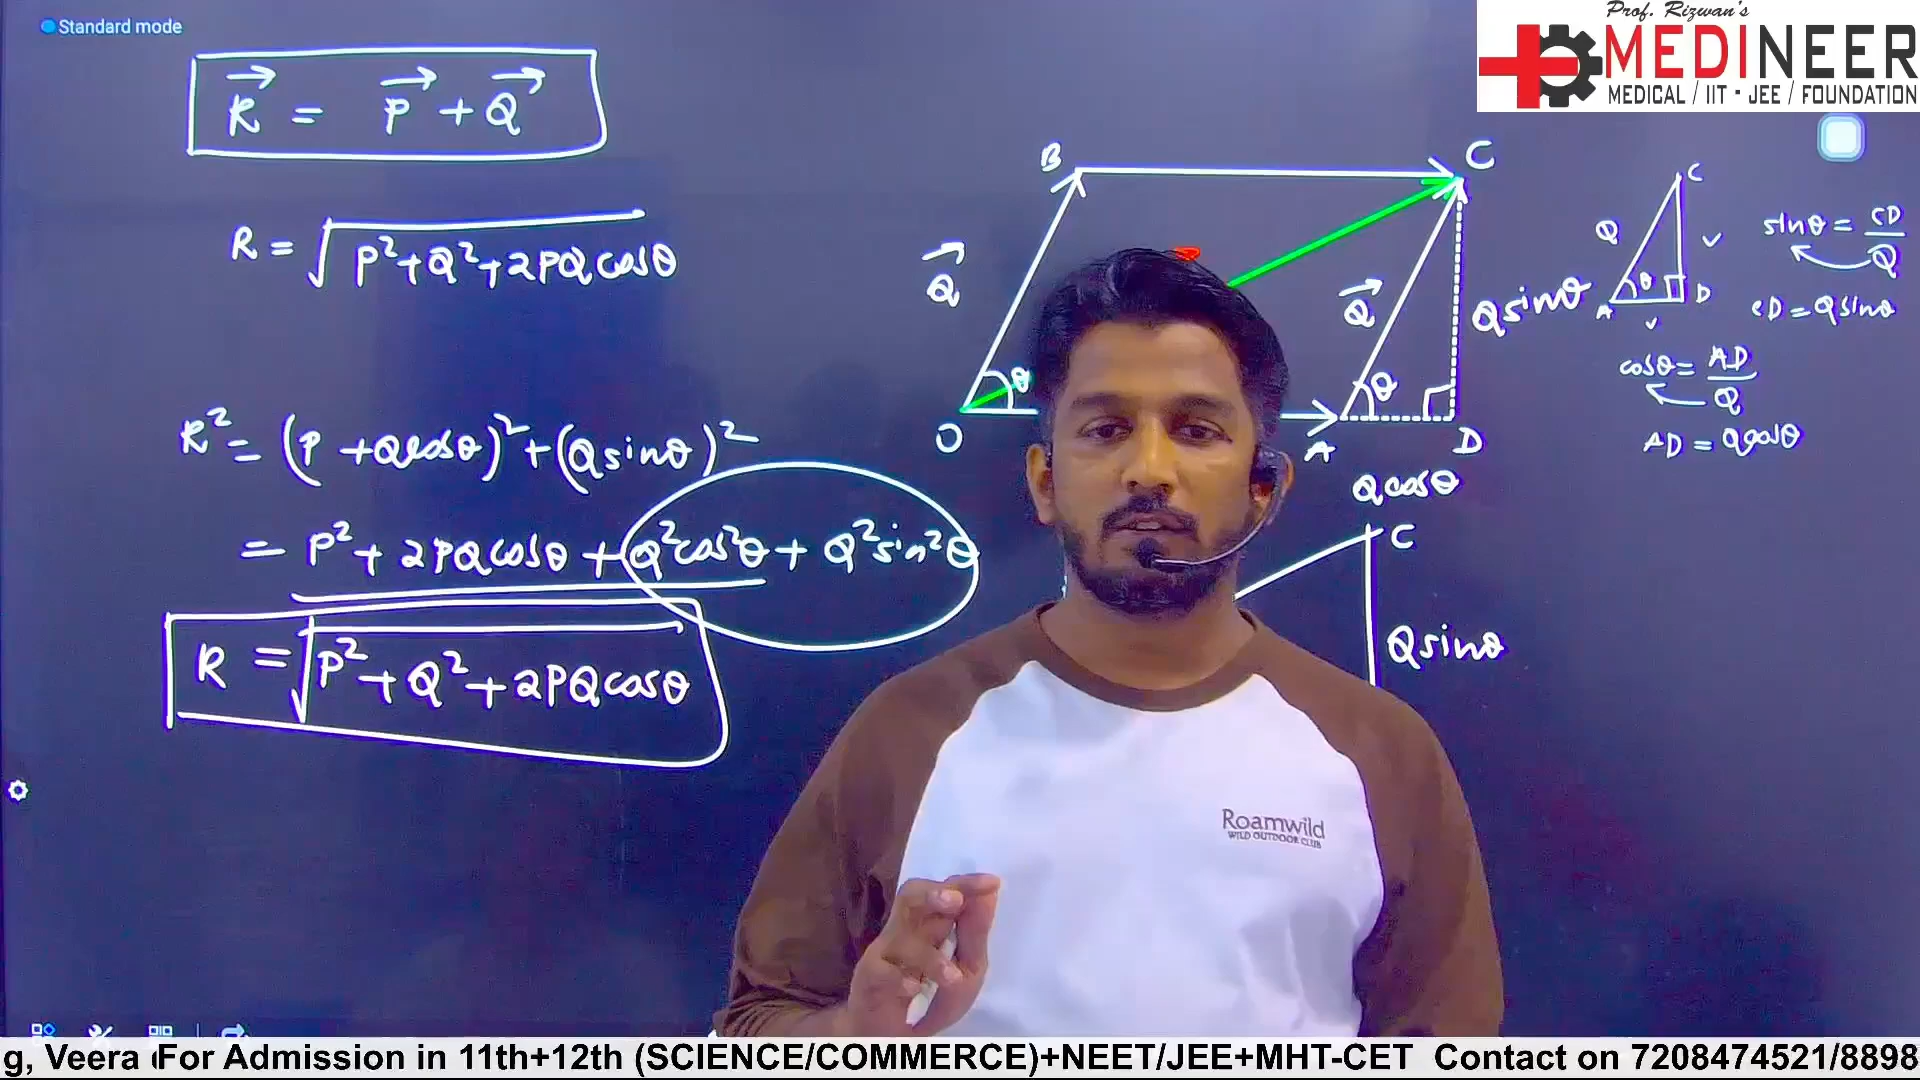 Standard mode
Prof. Rizwan's
MEDINEER
MEDICAL / IIT - JEE / FOUNDATION
R⃗ = P⃗ + Q⃗
R = √(P² + Q² + 2PQ cosθ)
R² = (P + Qcosθ)² + (Qsinθ)²
= P² + 2PQcosθ + Q²cos²θ + Q²sin²θ
R = √(P² + Q² + 2PQcosθ)
B
C
Q⃗
θ
O
Q⃗
θ
A
D
Qsinθ
Qcosθ
C
Qsinθ
C
Q
θ
A
D
sinθ = CD/Q
CD = Qsinθ
cosθ = AD/Q
AD = Qcosθ
Roamwild
WILD OUTDOOR CLUB
g, Veera
For Admission in 11th+12th (SCIENCE/COMMERCE)+NEET/JEE+MHT-CET Contact on 7208474521/8898